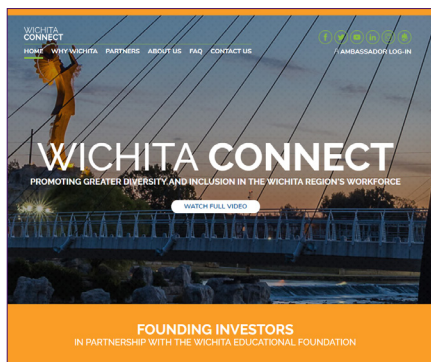 WICHITA
CONNECT
HOME WHY WICHITA PARTNERS ABOUT US FAQ CONTACT US
AMBASSADOR LOG-IN
WICHITA CONNECT
PROMOTING GREATER DIVERSITY AND INCLUSION IN THE WICHITA REGION'S WORKFORCE
WATCH FULL VIDEO
FOUNDING INVESTORS
IN PARTNERSHIP WITH THE WICHITA EDUCATIONAL FOUNDATION